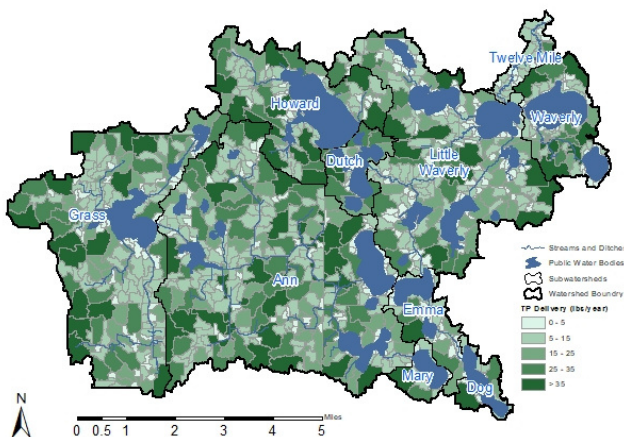 Twelve Mile
Howard
Waverly
Dutch
Little
Waverly
Grass
Ann
Emma
Mary
Dog
Streams and Ditches
Public Water Bodies
Subwatersheds
Watershed Boundry
TP Delivery (lbs/year)
0 - 5
5 - 15
15 - 25
25 - 35
> 35
N
Miles
0 0.5 1 2 3 4 5